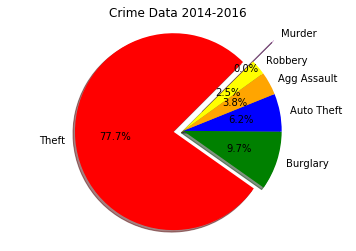 Crime Data 2014-2016
Murder
Robbery
0.0%
Agg Assault
2.5%
3.8%
Auto Theft
6.2%
Theft
77.7%
9.7%
Burglary